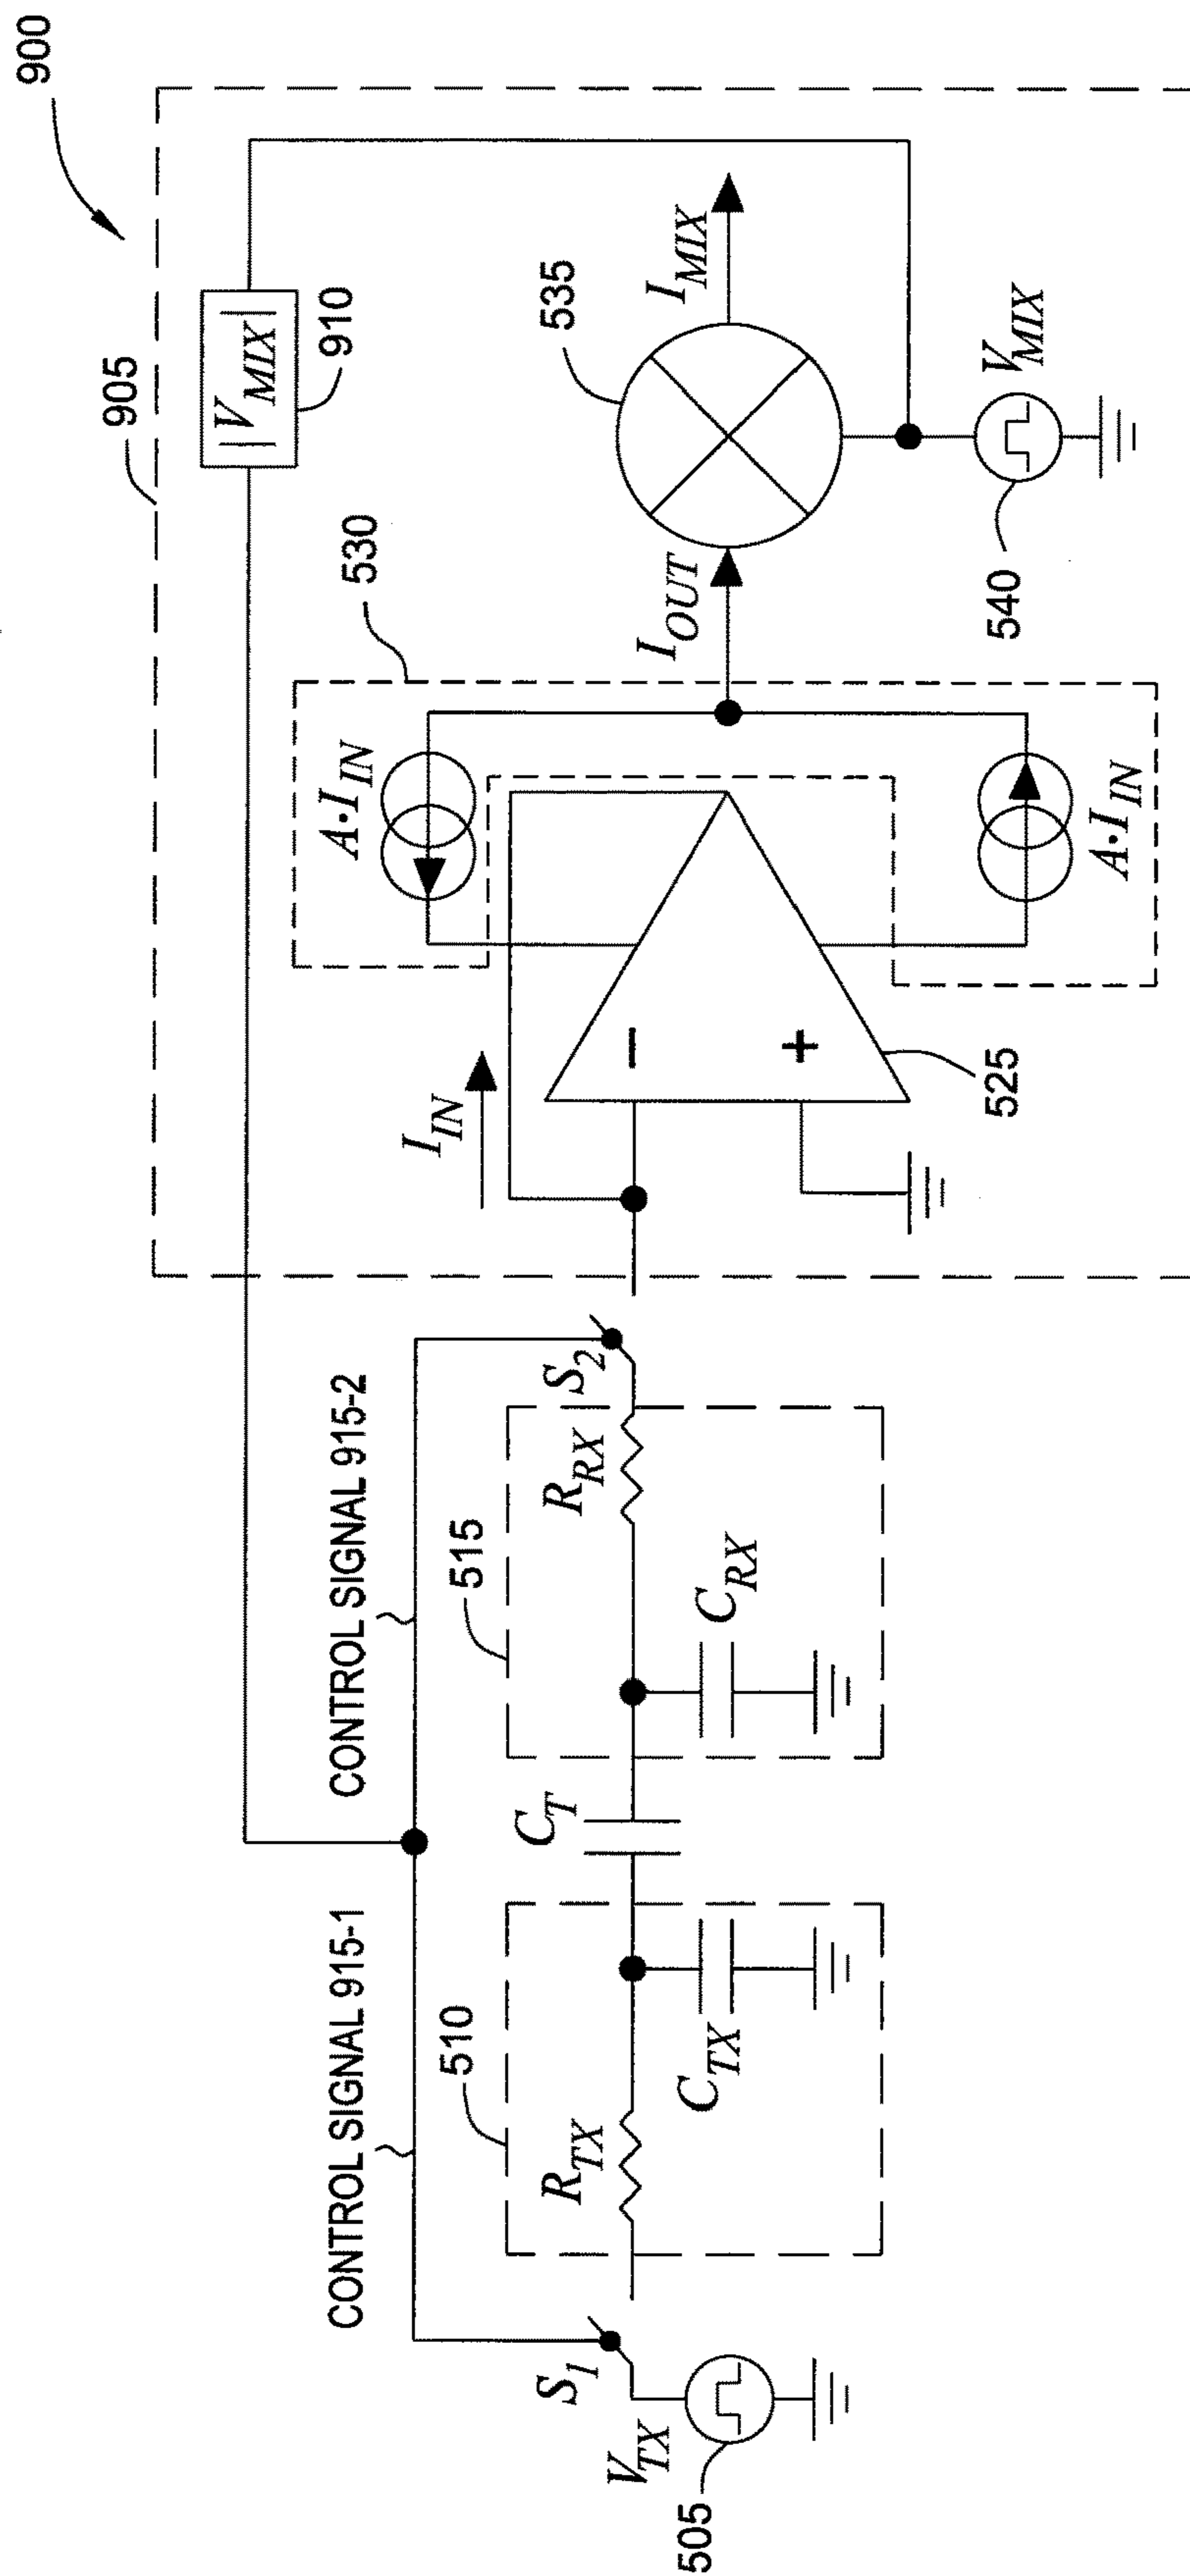 900
905
|V_MIX|
910
CONTROL SIGNAL 915-1
CONTROL SIGNAL 915-2
530
A·I_IN
I_IN
535
I_MIX
I_OUT
510
515
S_1
R_TX
C_T
R_RX
S_2
−
+
V_TX
C_TX
C_RX
505
525
540
V_MIX
A·I_IN